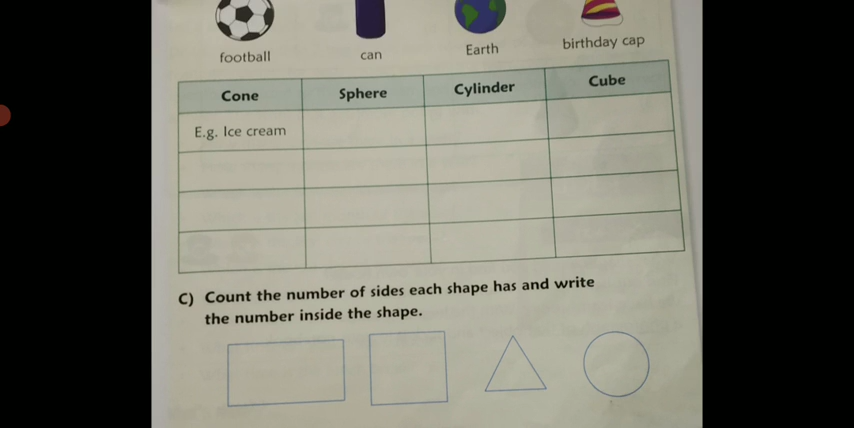 football can Earth birthday cap
Cone Sphere Cylinder Cube
E.g. Ice cream
C) Count the number of sides each shape has and write
the number inside the shape.